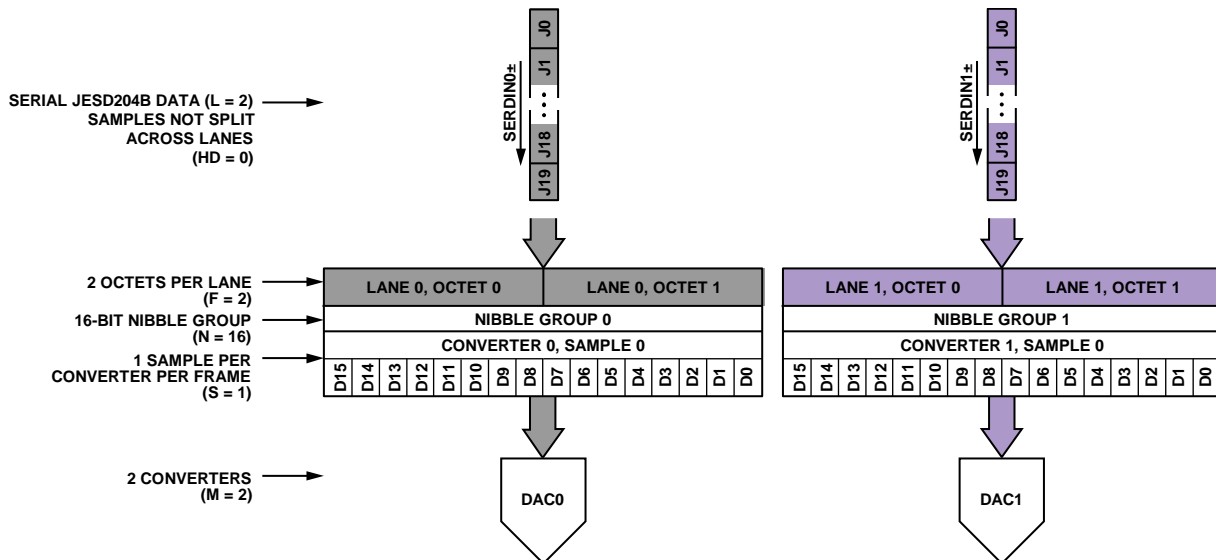 SERIAL JESD204B DATA (L = 2)
SAMPLES NOT SPLIT
ACROSS LANES
(HD = 0)
SERDIN0±
J0
J1
J18
J19
SERDIN1±
J0
J1
J18
J19
2 OCTETS PER LANE
(F = 2)
LANE 0, OCTET 0
LANE 0, OCTET 1
LANE 1, OCTET 0
LANE 1, OCTET 1
16-BIT NIBBLE GROUP
(N = 16)
NIBBLE GROUP 0
NIBBLE GROUP 1
1 SAMPLE PER
CONVERTER PER FRAME
(S = 1)
CONVERTER 0, SAMPLE 0
CONVERTER 1, SAMPLE 0
D15 D14 D13 D12 D11 D10 D9 D8 D7 D6 D5 D4 D3 D2 D1 D0
D15 D14 D13 D12 D11 D10 D9 D8 D7 D6 D5 D4 D3 D2 D1 D0
2 CONVERTERS
(M = 2)
DAC0
DAC1